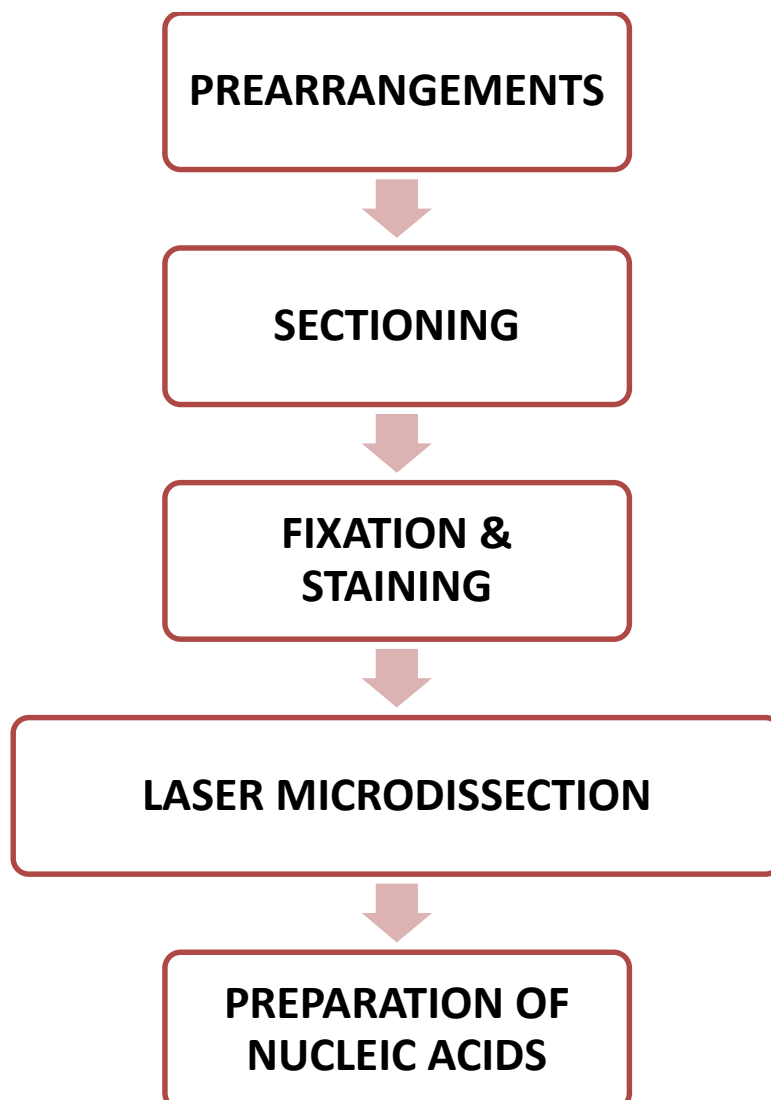 PREARRANGEMENTS
SECTIONING
FIXATION &
STAINING
LASER MICRODISSECTION
PREPARATION OF
NUCLEIC ACIDS